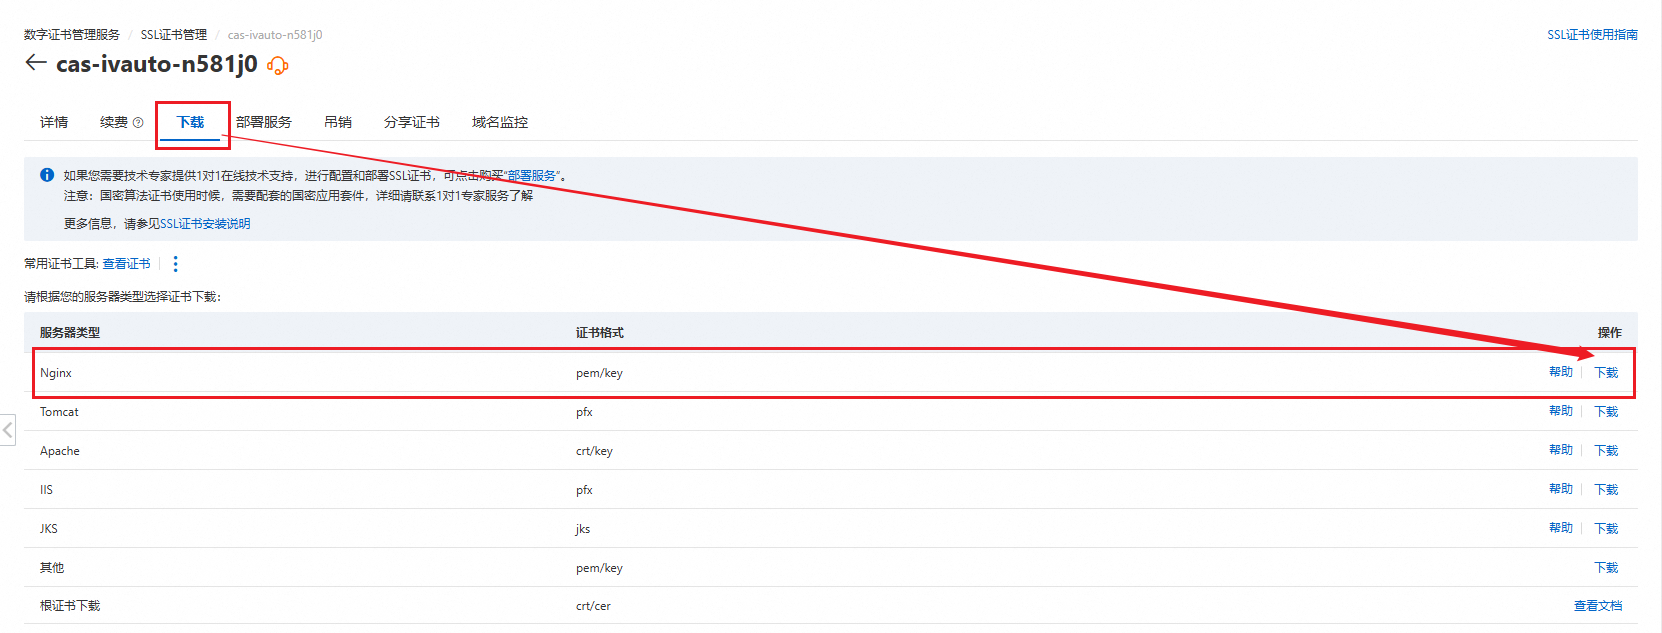 数字证书管理服务 / SSL证书管理 / cas-ivauto-n581j0
SSL证书使用指南
cas-ivauto-n581j0
详情 续费 下载 部署服务 吊销 分享证书 域名监控
如果您需要技术专家提供1对1在线技术支持，进行配置和部署SSL证书，可点击购买“部署服务”。
注意：国密算法证书使用时候，需要配套的国密应用套件，详细请联系1对1专家服务了解
更多信息，请参见SSL证书安装说明
常用证书工具: 查看证书
请根据您的服务器类型选择证书下载：
服务器类型 证书格式 操作
Nginx pem/key 帮助 下载
Tomcat pfx 帮助 下载
Apache crt/key 帮助 下载
IIS pfx 帮助 下载
JKS jks 帮助 下载
其他 pem/key 下载
根证书下载 crt/cer 查看文档